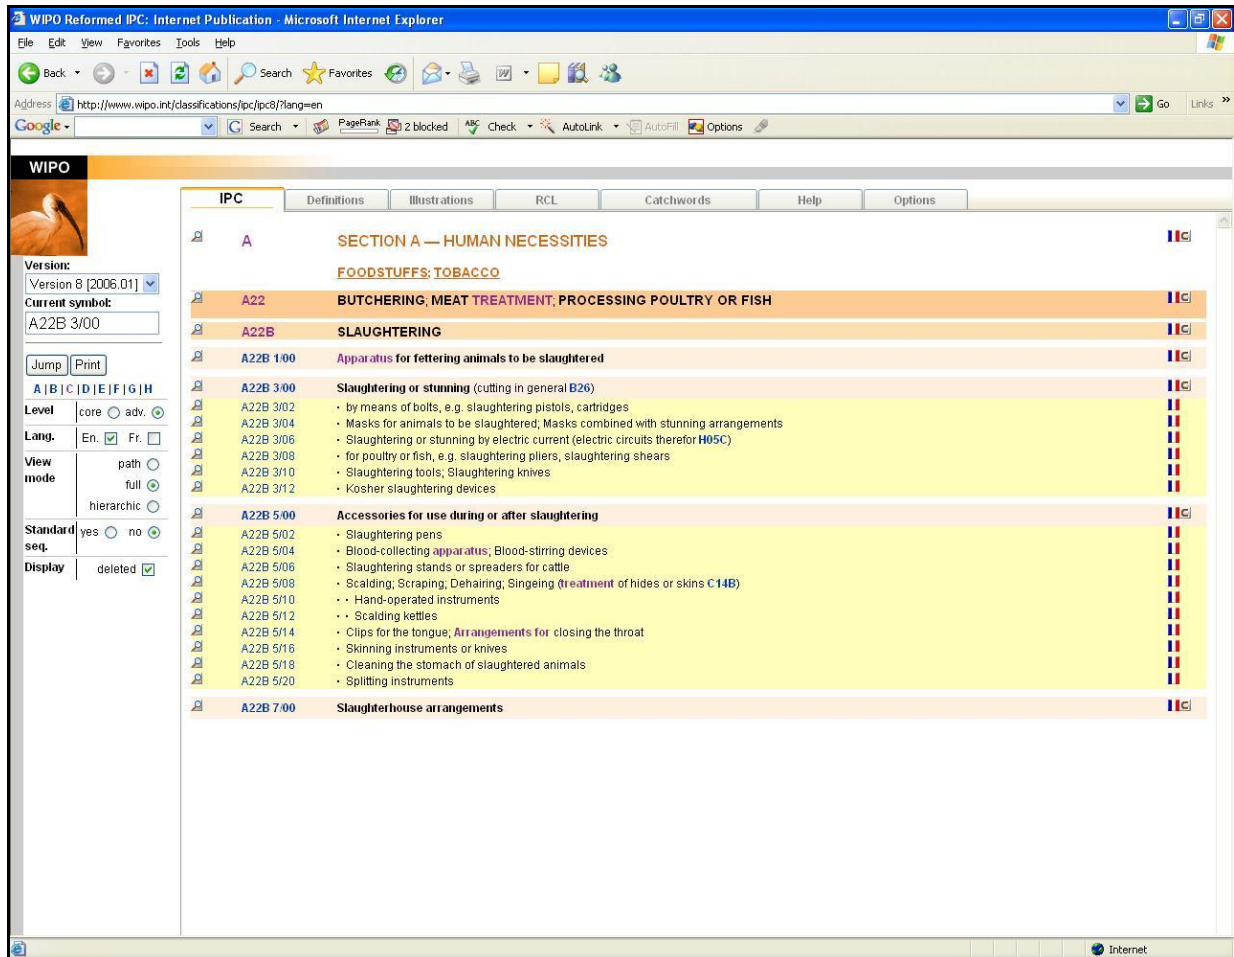 WIPO Reformed IPC: Internet Publication - Microsoft Internet Explorer
File Edit View Favorites Tools Help
Back Search Favorites
Address http://www.wipo.int/classifications/ipc/ipc8/?lang=en Go Links »
Google Search PageRank 2 blocked ABC Check AutoLink AutoFill Options
WIPO
IPC Definitions Illustrations RCL Catchwords Help Options
Version:
Version 8 [2006.01]
Current symbol:
A22B 3/00
Jump Print
A | B | C | D | E | F | G | H
Level core adv.
Lang. En. Fr.
View mode path
full
hierarchic
Standard seq. yes no
Display deleted
A SECTION A — HUMAN NECESSITIES C
FOODSTUFFS; TOBACCO
A22 BUTCHERING; MEAT TREATMENT; PROCESSING POULTRY OR FISH C
A22B SLAUGHTERING C
A22B 1/00 Apparatus for fettering animals to be slaughtered C
A22B 3/00 Slaughtering or stunning (cutting in general B26) C
A22B 3/02 · by means of bolts, e.g. slaughtering pistols, cartridges
A22B 3/04 · Masks for animals to be slaughtered; Masks combined with stunning arrangements
A22B 3/06 · Slaughtering or stunning by electric current (electric circuits therefor H05C)
A22B 3/08 · for poultry or fish, e.g. slaughtering pliers, slaughtering shears
A22B 3/10 · Slaughtering tools; Slaughtering knives
A22B 3/12 · Kosher slaughtering devices
A22B 5/00 Accessories for use during or after slaughtering C
A22B 5/02 · Slaughtering pens
A22B 5/04 · Blood-collecting apparatus; Blood-stirring devices
A22B 5/06 · Slaughtering stands or spreaders for cattle
A22B 5/08 · Scalding; Scraping; Dehairing; Singeing (treatment of hides or skins C14B)
A22B 5/10 · · Hand-operated instruments
A22B 5/12 · · Scalding kettles
A22B 5/14 · Clips for the tongue; Arrangements for closing the throat
A22B 5/16 · Skinning instruments or knives
A22B 5/18 · Cleaning the stomach of slaughtered animals
A22B 5/20 · Splitting instruments
A22B 7/00 Slaughterhouse arrangements C
Internet